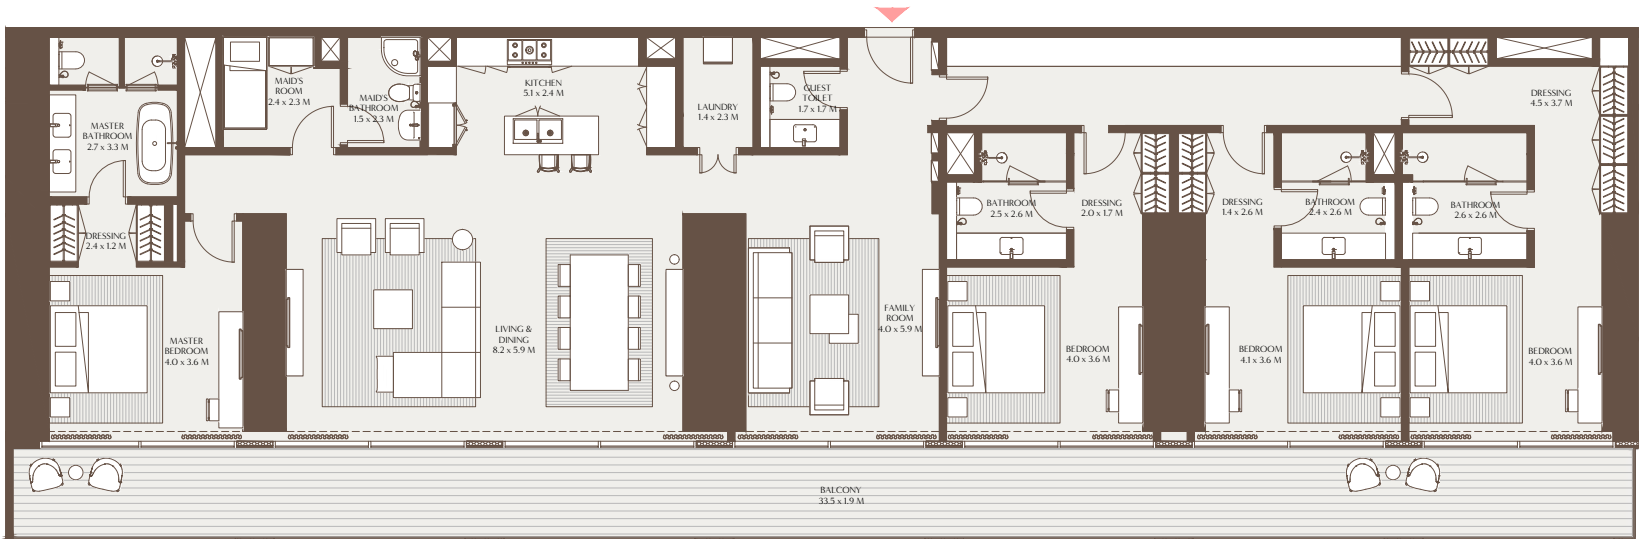 MAID'S
ROOM
2.4 x 2.3 M
MAID'S
BATHROOM
1.5 x 2.3 M
KITCHEN
5.1 x 2.4 M
LAUNDRY
1.4 x 2.3 M
GUEST
TOILET
1.7 x 1.7 M
DRESSING
4.5 x 3.7 M
MASTER
BATHROOM
2.7 x 3.3 M
DRESSING
2.4 x 1.2 M
BATHROOM
2.5 x 2.6 M
DRESSING
2.0 x 1.7 M
DRESSING
1.4 x 2.6 M
BATHROOM
2.4 x 2.6 M
BATHROOM
2.6 x 2.6 M
MASTER
BEDROOM
4.0 x 3.6 M
LIVING &
DINING
8.2 x 5.9 M
FAMILY
ROOM
4.0 x 5.9 M
BEDROOM
4.0 x 3.6 M
BEDROOM
4.1 x 3.6 M
BEDROOM
4.0 x 3.6 M
BALCONY
33.5 x 1.9 M